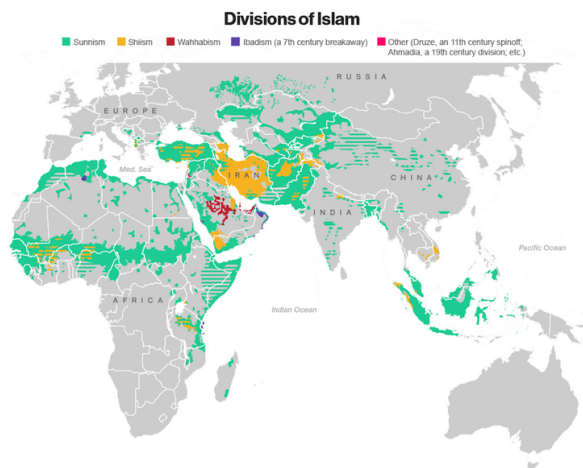 Divisions of Islam
Sunnism Shiism Wahhabism Ibadism (a 7th century breakaway) Other (Druze, an 11th century spinoff;
Ahmadia, a 19th century division; etc.)
RUSSIA
EUROPE
Med. Sea
IRAN
CHINA
INDIA
Pacific Ocean
AFRICA
Indian Ocean